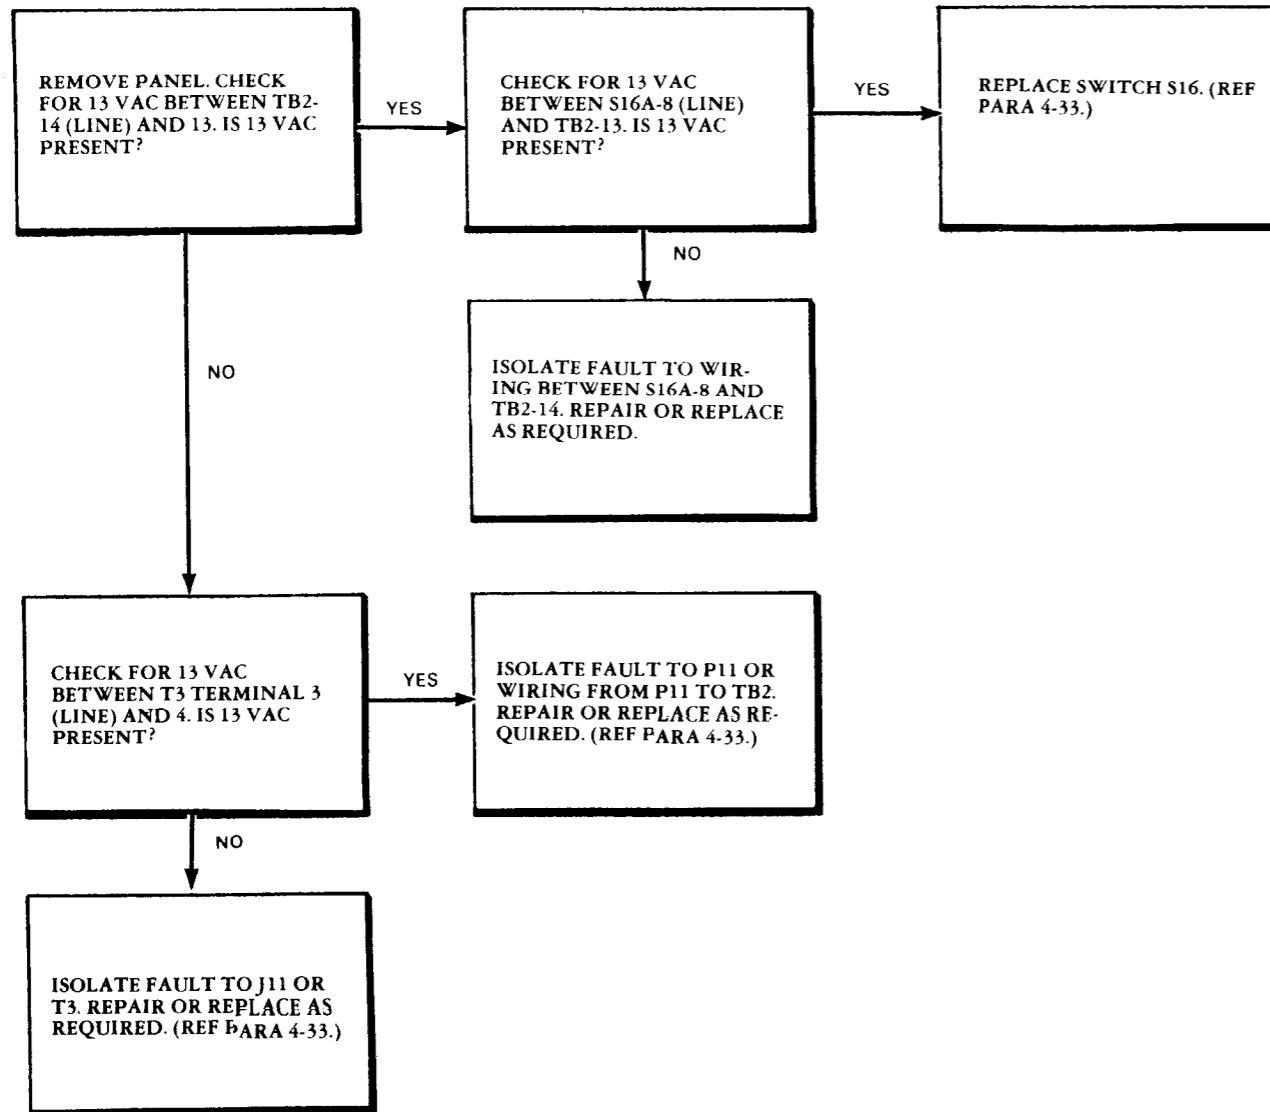 REMOVE PANEL. CHECK
FOR 13 VAC BETWEEN TB2-
14 (LINE) AND 13. IS 13 VAC
PRESENT?
YES
CHECK FOR 13 VAC
BETWEEN S16A-8 (LINE)
AND TB2-13. IS 13 VAC
PRESENT?
YES
REPLACE SWITCH S16. (REF
PARA 4-33.)
NO
ISOLATE FAULT TO WIR-
ING BETWEEN S16A-8 AND
TB2-14. REPAIR OR REPLACE
AS REQUIRED.
NO
CHECK FOR 13 VAC
BETWEEN T3 TERMINAL 3
(LINE) AND 4. IS 13 VAC
PRESENT?
YES
ISOLATE FAULT TO P11 OR
WIRING FROM P11 TO TB2.
REPAIR OR REPLACE AS RE-
QUIRED. (REF PARA 4-33.)
NO
ISOLATE FAULT TO J11 OR
T3. REPAIR OR REPLACE AS
REQUIRED. (REF PARA 4-33.)